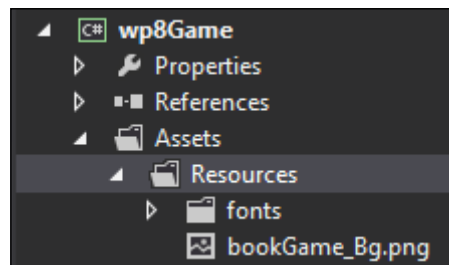 C# wp8Game
Properties
References
Assets
Resources
fonts
bookGame_Bg.png